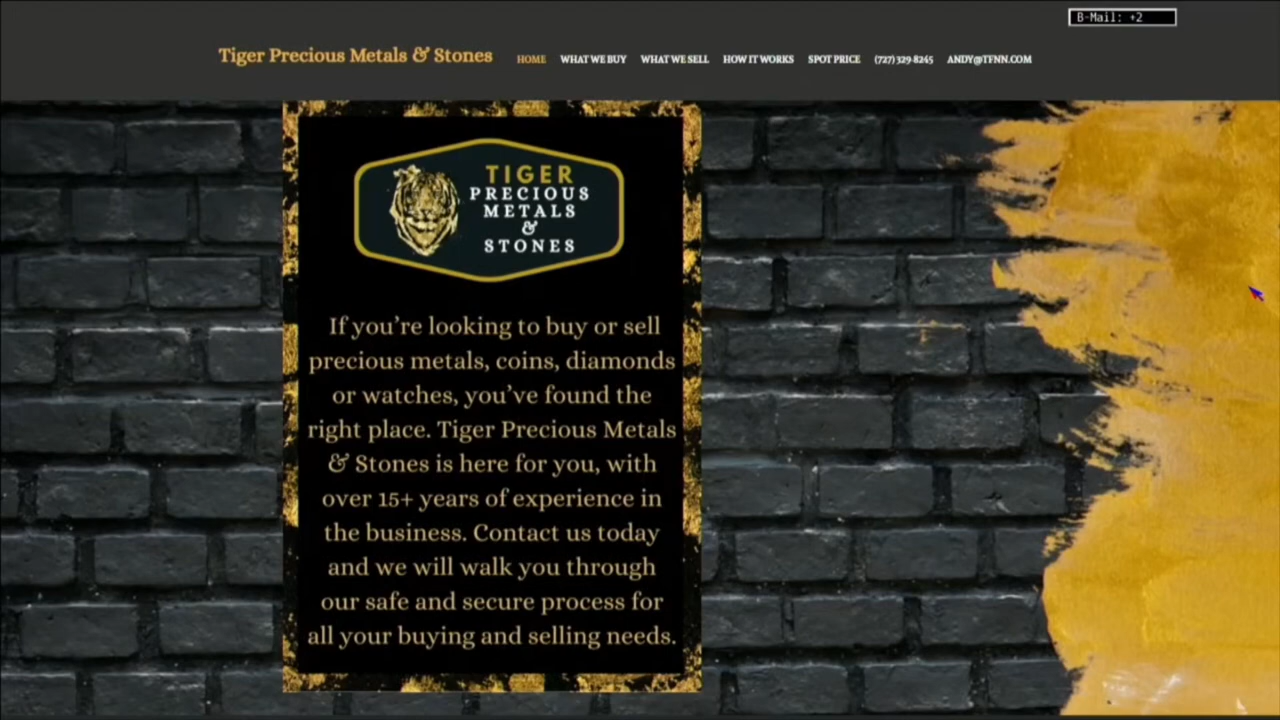 B-Mail: +2
Tiger Precious Metals & Stones HOME WHAT WE BUY WHAT WE SELL HOW IT WORKS SPOT PRICE (727) 329-8245 ANDY@TFNN.COM
TIGER
PRECIOUS
METALS
&
STONES
If you're looking to buy or sell
precious metals, coins, diamonds
or watches, you've found the
right place. Tiger Precious Metals
& Stones is here for you, with
over 15+ years of experience in
the business. Contact us today
and we will walk you through
our safe and secure process for
all your buying and selling needs.